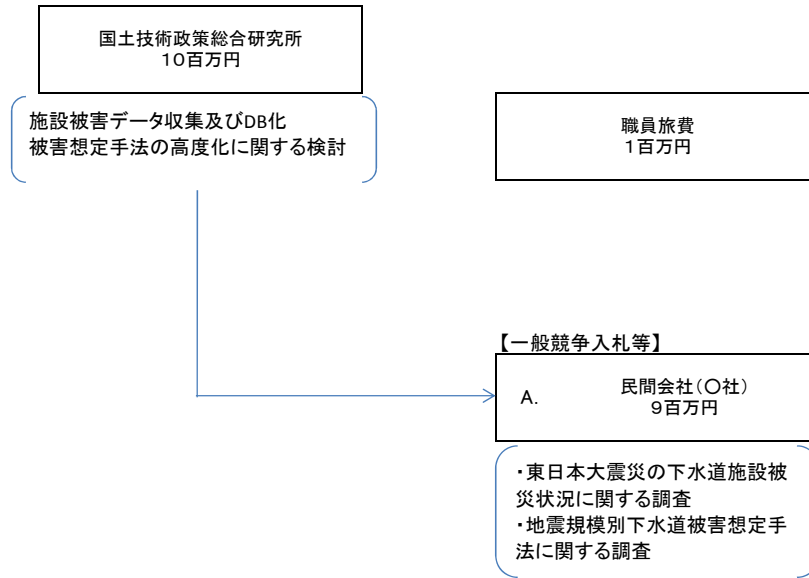 国土技術政策総合研究所
10百万円
施設被害データ収集及びDB化
被害想定手法の高度化に関する検討
職員旅費
1百万円
【一般競争入札等】
A. 民間会社(〇社)
9百万円
・東日本大震災の下水道施設被
災状況に関する調査
・地震規模別下水道被害想定手
法に関する調査